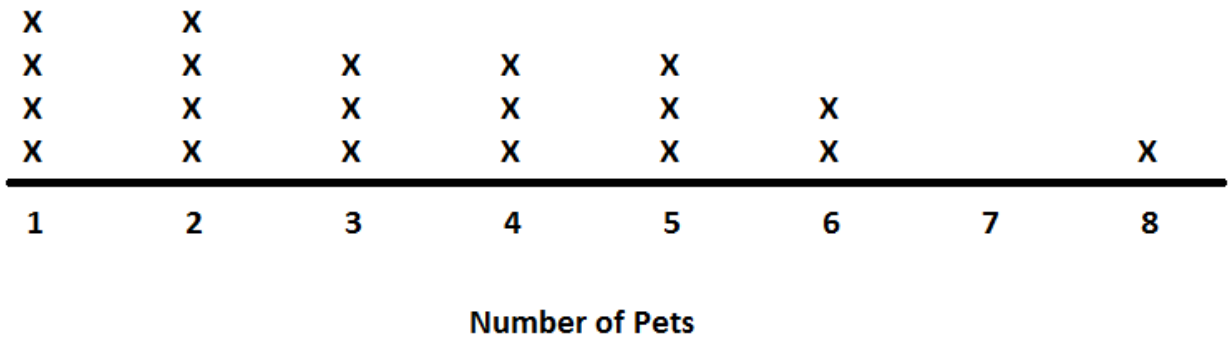 X X
X X X X X
X X X X X X
X X X X X X X
1 2 3 4 5 6 7 8
Number of Pets